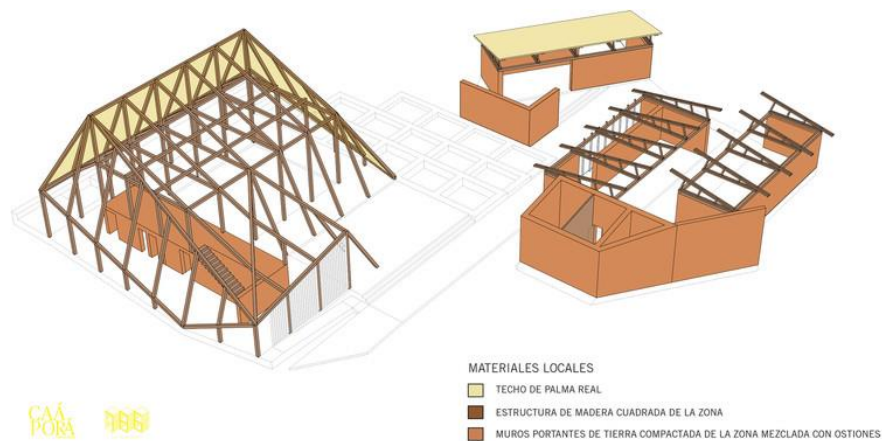 MATERIALES LOCALES
TECHO DE PALMA REAL
ESTRUCTURA DE MADERA CUADRADA DE LA ZONA
MUROS PORTANTES DE TIERRA COMPACTADA DE LA ZONA MEZCLADA CON OSTIONES
CAÁ
PORÁ